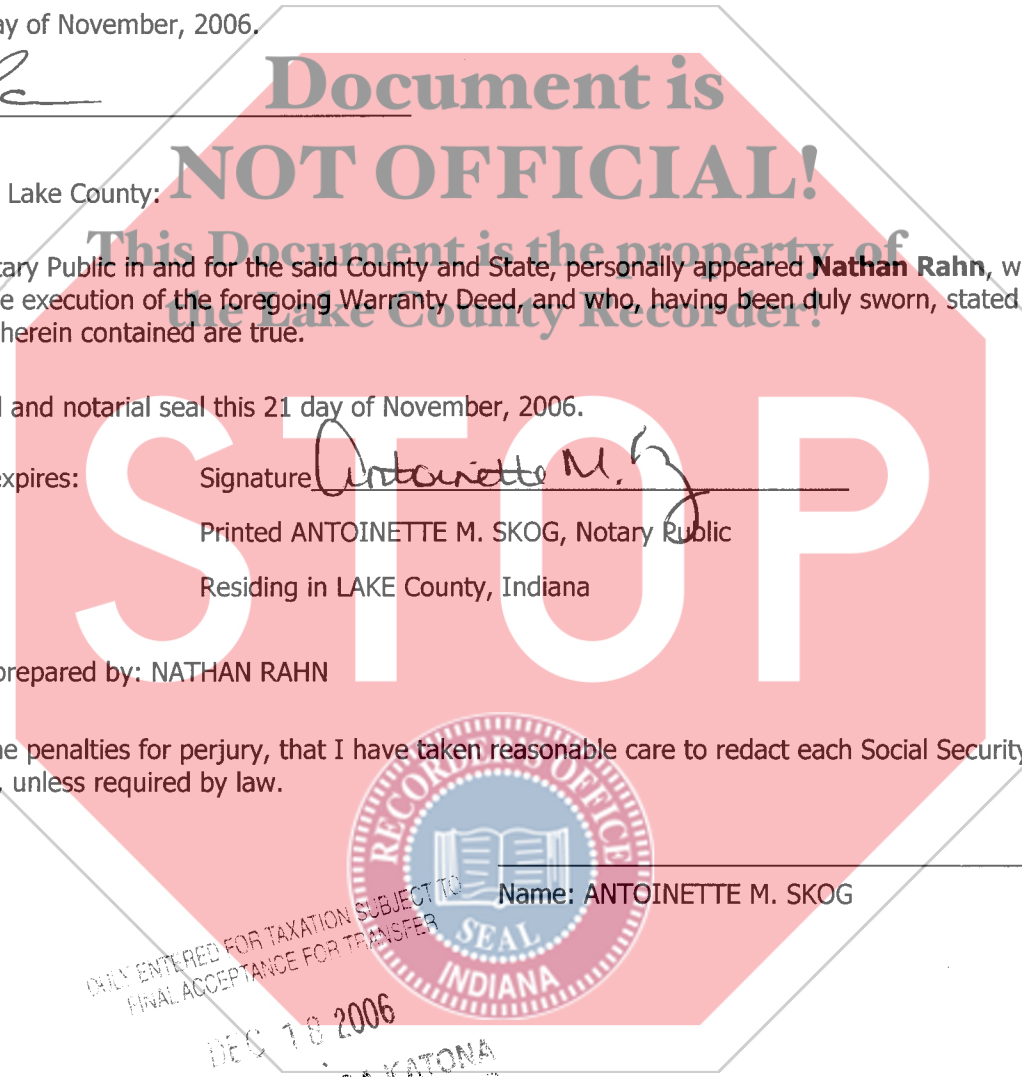 ay of November, 2006.
Document is
NOT OFFICIAL!
Lake County:
This Document is the property of
tary Public in and for the said County and State, personally appeared Nathan Rahn, w
e execution of the foregoing Warranty Deed, and who, having been duly sworn, stated
the Lake County Recorder!
herein contained are true.
l and notarial seal this 21 day of November, 2006.
STOP
expires:
Signature Antoinette M.
Printed ANTOINETTE M. SKOG, Notary Public
Residing in LAKE County, Indiana
prepared by: NATHAN RAHN
he penalties for perjury, that I have taken reasonable care to redact each Social Security
, unless required by law.
RECORDER'S OFFICE
SEAL
INDIANA
Name: ANTOINETTE M. SKOG
DULY ENTERED FOR TAXATION SUBJECT TO
FINAL ACCEPTANCE FOR TRANSFER
DEC 18 2006
KATONA